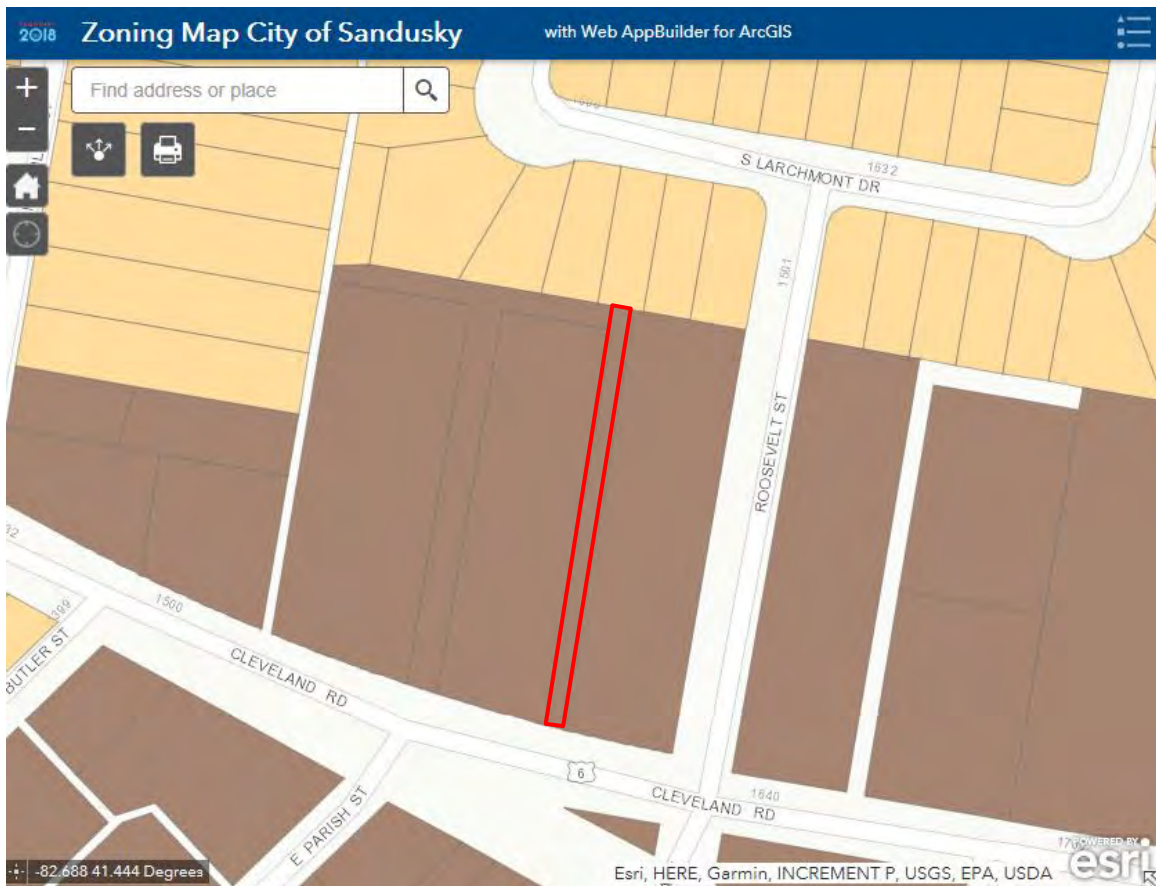 2018 Zoning Map City of Sandusky with Web AppBuilder for ArcGIS
+
Find address or place
−
S LARCHMONT DR
1632
1501
ROOSEVELT ST
1500
399
BUTLER ST
CLEVELAND RD
6
E PARISH ST
CLEVELAND RD
1640
-82.688 41.444 Degrees
Esri, HERE, Garmin, INCREMENT P, USGS, EPA, USDA
POWERED BY
esri